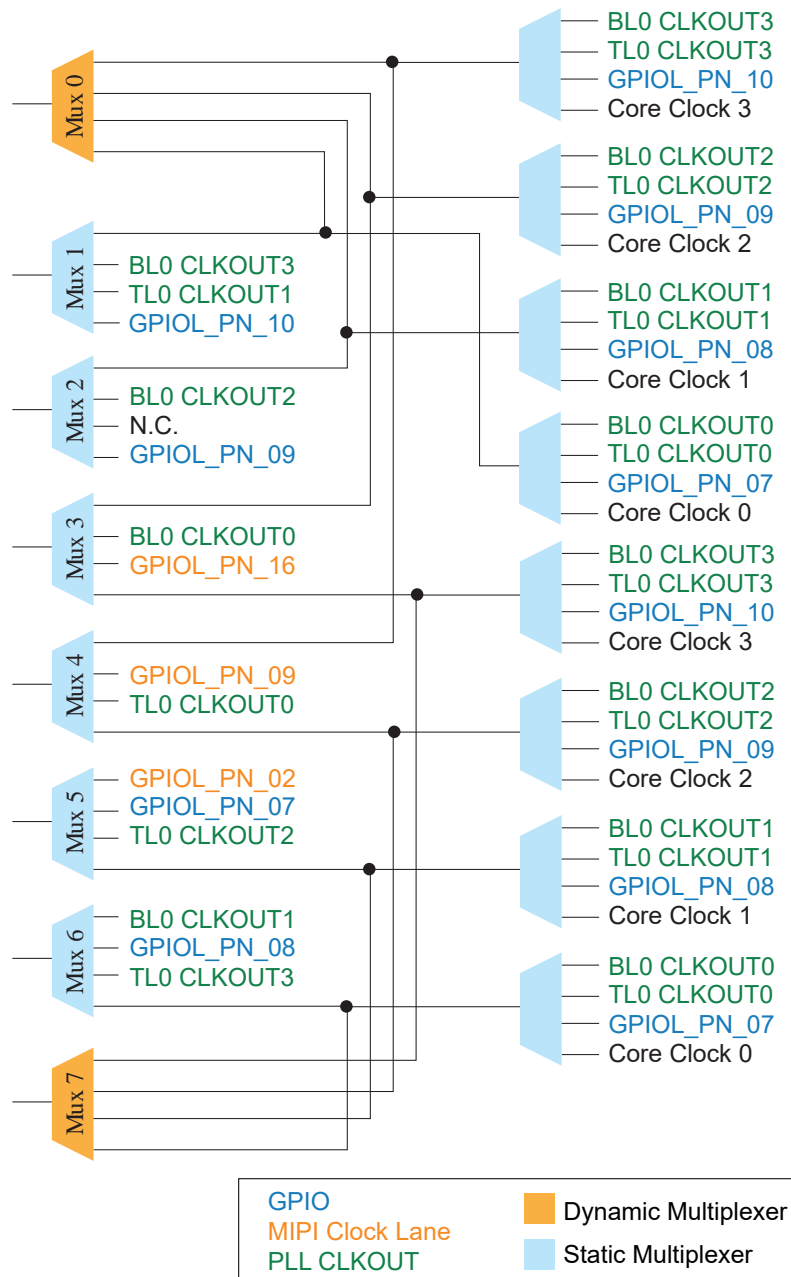 Mux 0
BL0 CLKOUT3
TL0 CLKOUT3
GPIOL_PN_10
Core Clock 3
BL0 CLKOUT2
TL0 CLKOUT2
GPIOL_PN_09
Core Clock 2
Mux 1
BL0 CLKOUT3
TL0 CLKOUT1
GPIOL_PN_10
BL0 CLKOUT1
TL0 CLKOUT1
GPIOL_PN_08
Core Clock 1
Mux 2
BL0 CLKOUT2
N.C.
GPIOL_PN_09
BL0 CLKOUT0
TL0 CLKOUT0
GPIOL_PN_07
Core Clock 0
Mux 3
BL0 CLKOUT0
GPIOL_PN_16
BL0 CLKOUT3
TL0 CLKOUT3
GPIOL_PN_10
Core Clock 3
Mux 4
GPIOL_PN_09
TL0 CLKOUT0
BL0 CLKOUT2
TL0 CLKOUT2
GPIOL_PN_09
Core Clock 2
Mux 5
GPIOL_PN_02
GPIOL_PN_07
TL0 CLKOUT2
BL0 CLKOUT1
TL0 CLKOUT1
GPIOL_PN_08
Core Clock 1
Mux 6
BL0 CLKOUT1
GPIOL_PN_08
TL0 CLKOUT3
BL0 CLKOUT0
TL0 CLKOUT0
GPIOL_PN_07
Core Clock 0
Mux 7
GPIO
MIPI Clock Lane
PLL CLKOUT
Dynamic Multiplexer
Static Multiplexer